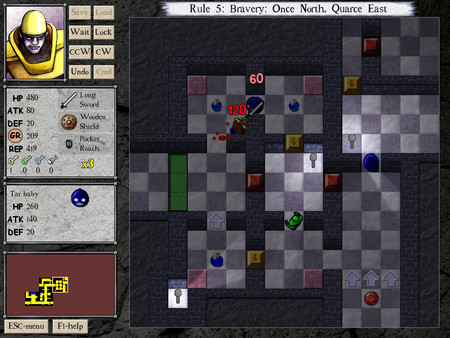 Rule 5: Bravery: Once North, Quarce East
Save Load
Wait Lock
CCW CW
Undo Cmd
HP 480
ATK 80
DEF 20
GR 209
REP 419
1 0 0 0
Long Sword
Wooden Shield
Pocket Roach
x3
Tar baby
HP 260
ATK 140
DEF 20
60
120
ESC-menu F1-help